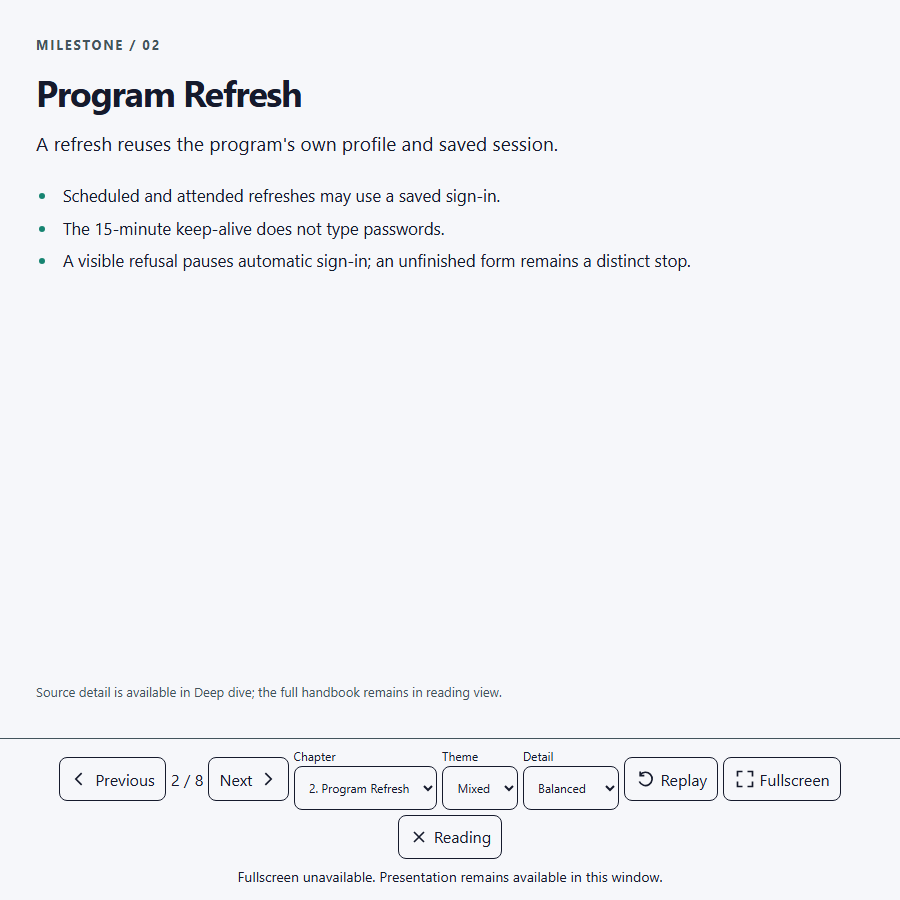 MILESTONE / 02
Program Refresh
A refresh reuses the program's own profile and saved session.
Scheduled and attended refreshes may use a saved sign-in.
The 15-minute keep-alive does not type passwords.
A visible refusal pauses automatic sign-in; an unfinished form remains a distinct stop.
Source detail is available in Deep dive; the full handbook remains in reading view.
Chapter Theme Detail
Previous 2 / 8 Next 2. Program Refresh Mixed Balanced Replay Fullscreen
Reading
Fullscreen unavailable. Presentation remains available in this window.